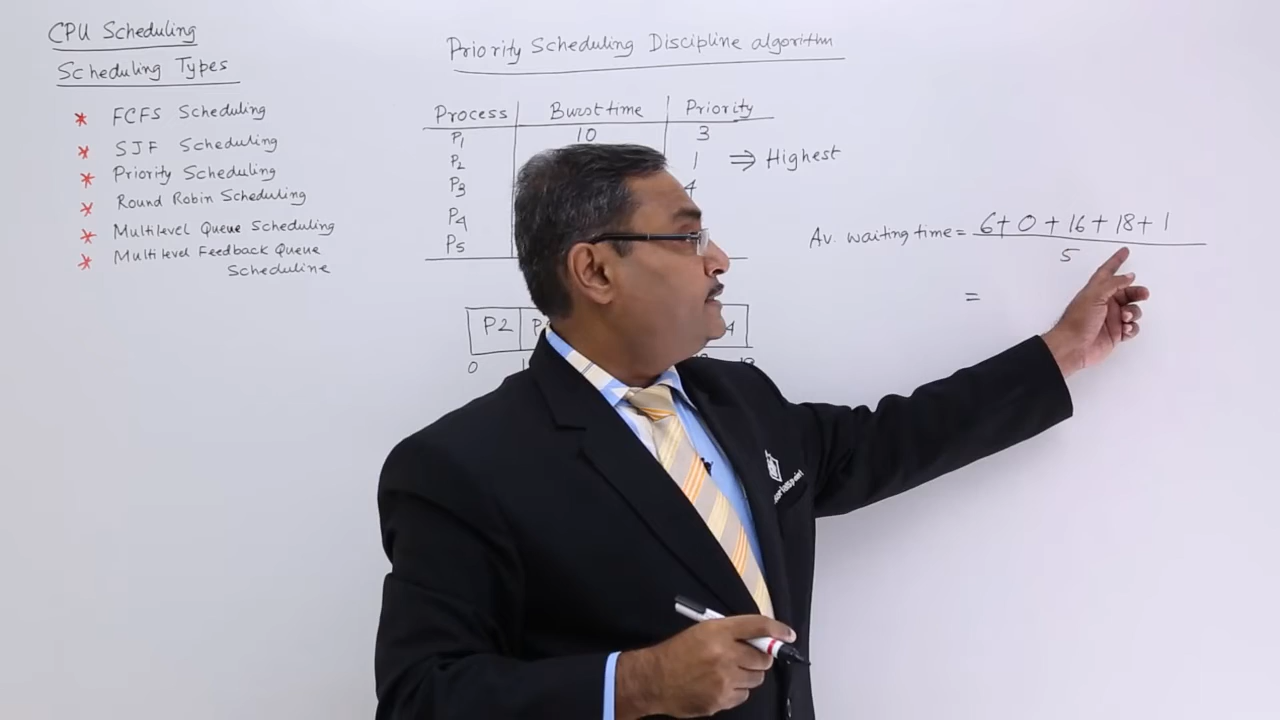 CPU Scheduling
Scheduling Types
* FCFS Scheduling
* SJF Scheduling
* Priority Scheduling
* Round Robin Scheduling
* Multilevel Queue Scheduling
* Multilevel Feedback Queue
Scheduline
Priority Scheduling Discipline algorithm
Process Burst time Priority
P1 10 3
P2 1 ⇒ Highest
P3 4
P4
P5
P2
0
Av. waiting time = 6+0+16+18+1
5
=